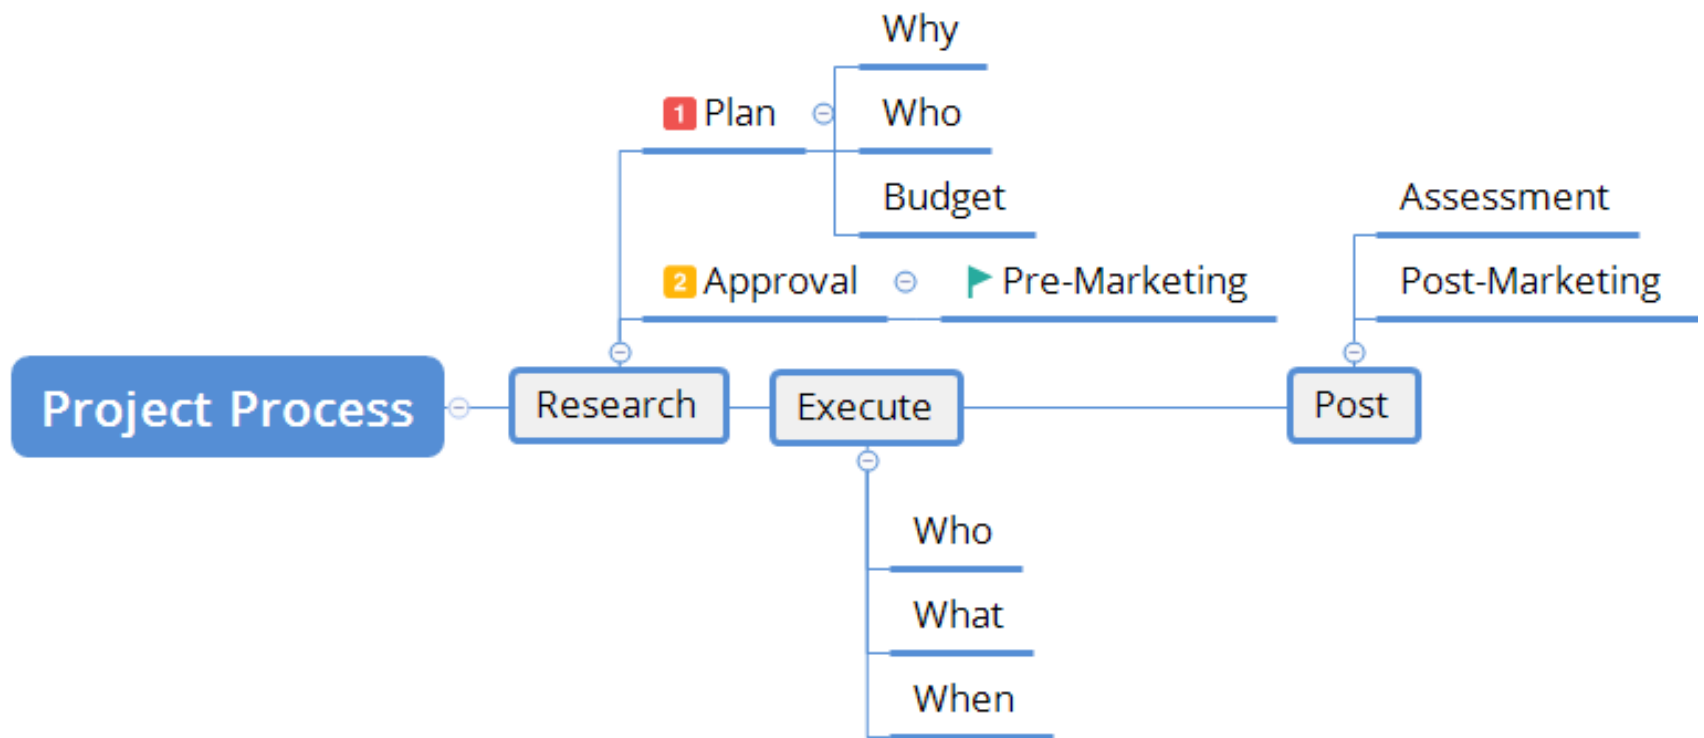 Why
1 Plan
Who
Budget
Assessment
2 Approval
Pre-Marketing
Post-Marketing
Project Process
Research
Execute
Post
Who
What
When